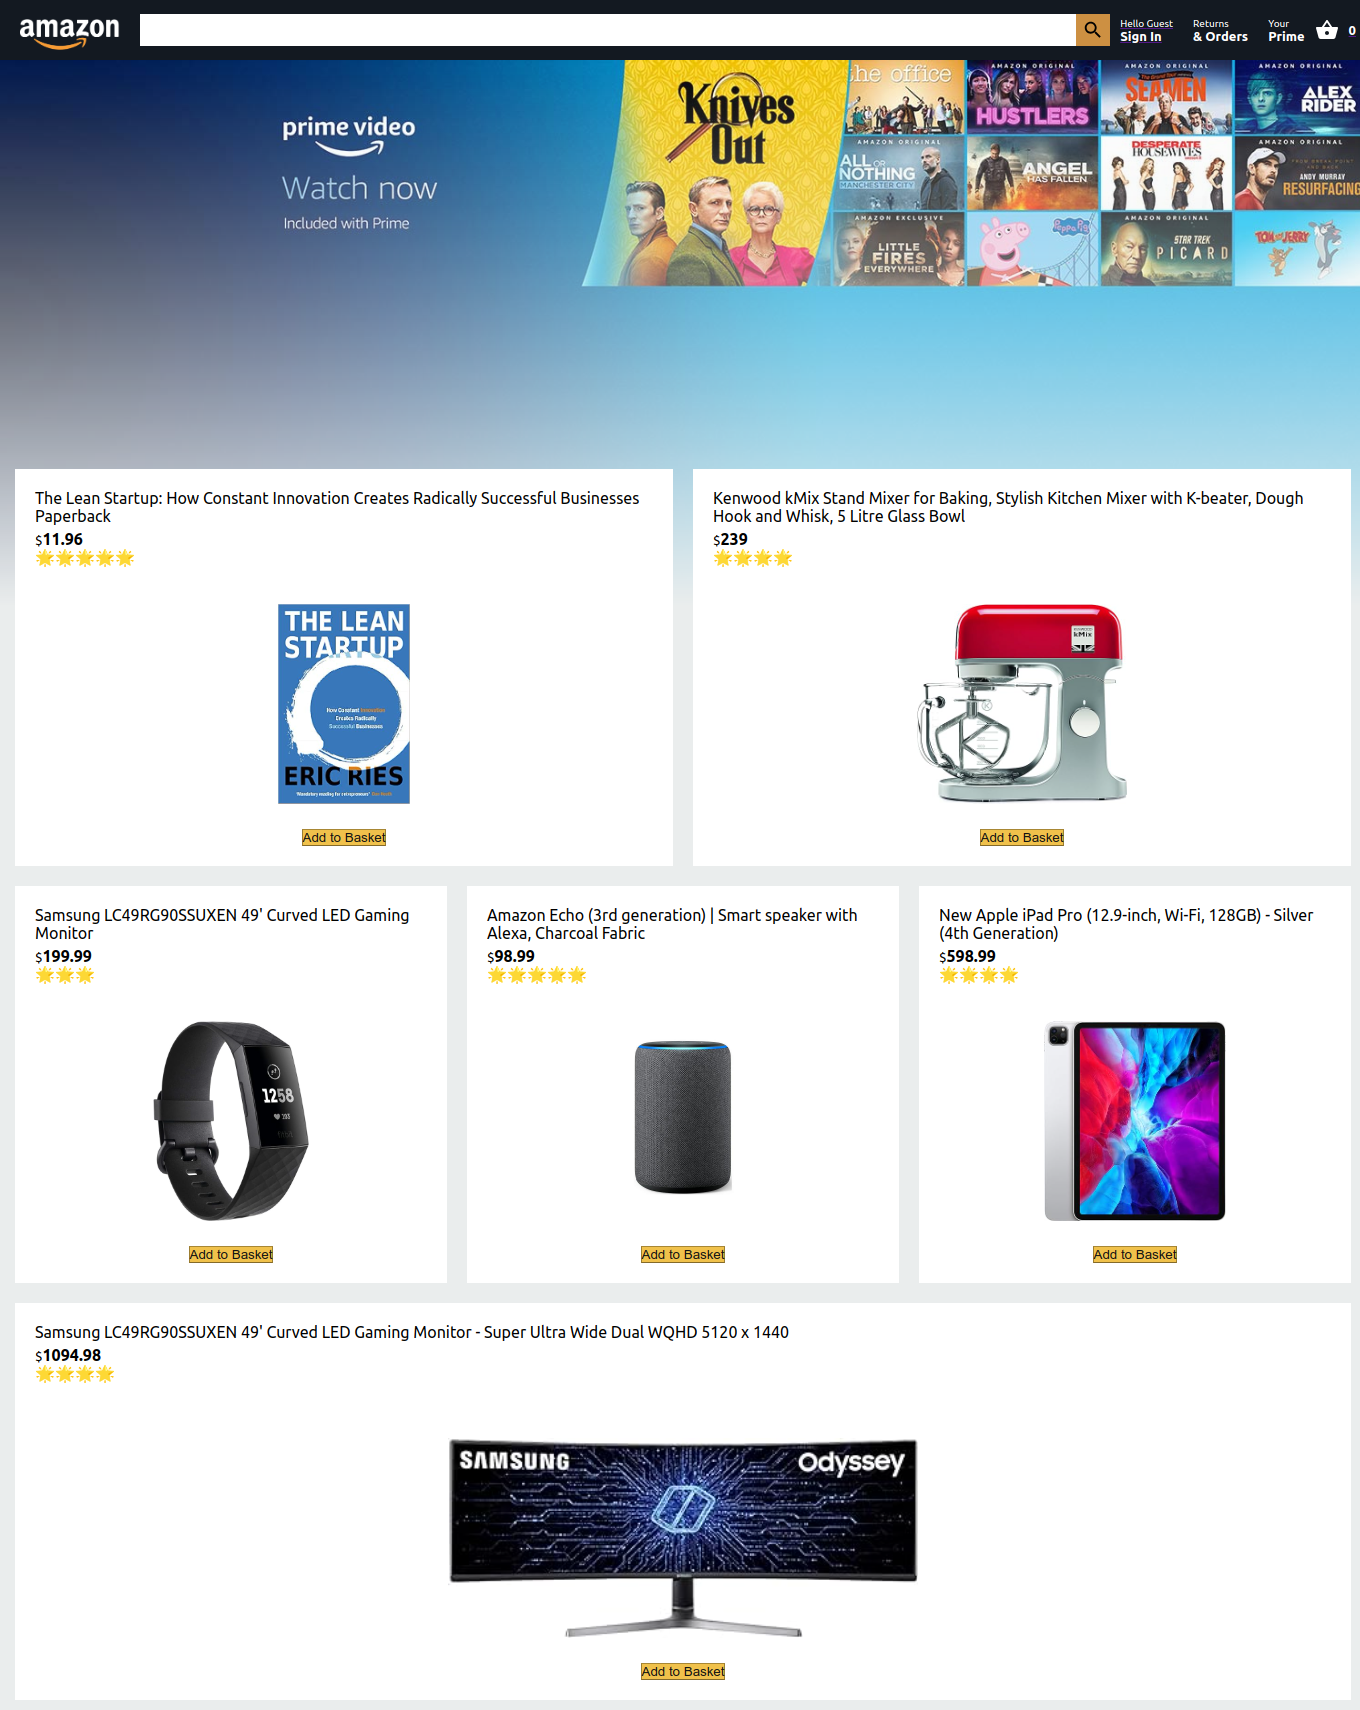 amazon
Hello Guest
Sign In
Returns
& Orders
Your
Prime
0
prime video
Watch now
Included with Prime
Knives
Out
the office
AMAZON ORIGINAL
HUSTLERS
AMAZON ORIGINAL
The Grand Tour
SEAMEN
AMAZON ORIGINAL
ALEX
RIDER
AMAZON ORIGINAL
ALL OR
NOTHING
MANCHESTER CITY
ANGEL
HAS FALLEN
DESPERATE
HOUSEWIVES
AMAZON ORIGINAL
ANDY MURRAY
RESURFACING
AMAZON EXCLUSIVE
LITTLE
FIRES
EVERYWHERE
Peppa Pig
AMAZON ORIGINAL
STAR TREK
PICARD
TOM AND JERRY
The Lean Startup: How Constant Innovation Creates Radically Successful Businesses
Paperback
$11.96
THE LEAN
STARTUP
How Constant Innovation
Creates Radically
Successful Businesses
ERIC RIES
'Mandatory reading for entrepreneurs'
Add to Basket
Kenwood kMix Stand Mixer for Baking, Stylish Kitchen Mixer with K-beater, Dough
Hook and Whisk, 5 Litre Glass Bowl
$239
kMix
Add to Basket
Samsung LC49RG90SSUXEN 49' Curved LED Gaming
Monitor
$199.99
1258
Add to Basket
Amazon Echo (3rd generation) | Smart speaker with
Alexa, Charcoal Fabric
$98.99
Add to Basket
New Apple iPad Pro (12.9-inch, Wi-Fi, 128GB) - Silver
(4th Generation)
$598.99
Add to Basket
Samsung LC49RG90SSUXEN 49' Curved LED Gaming Monitor - Super Ultra Wide Dual WQHD 5120 x 1440
$1094.98
SAMSUNG
Odyssey
Add to Basket